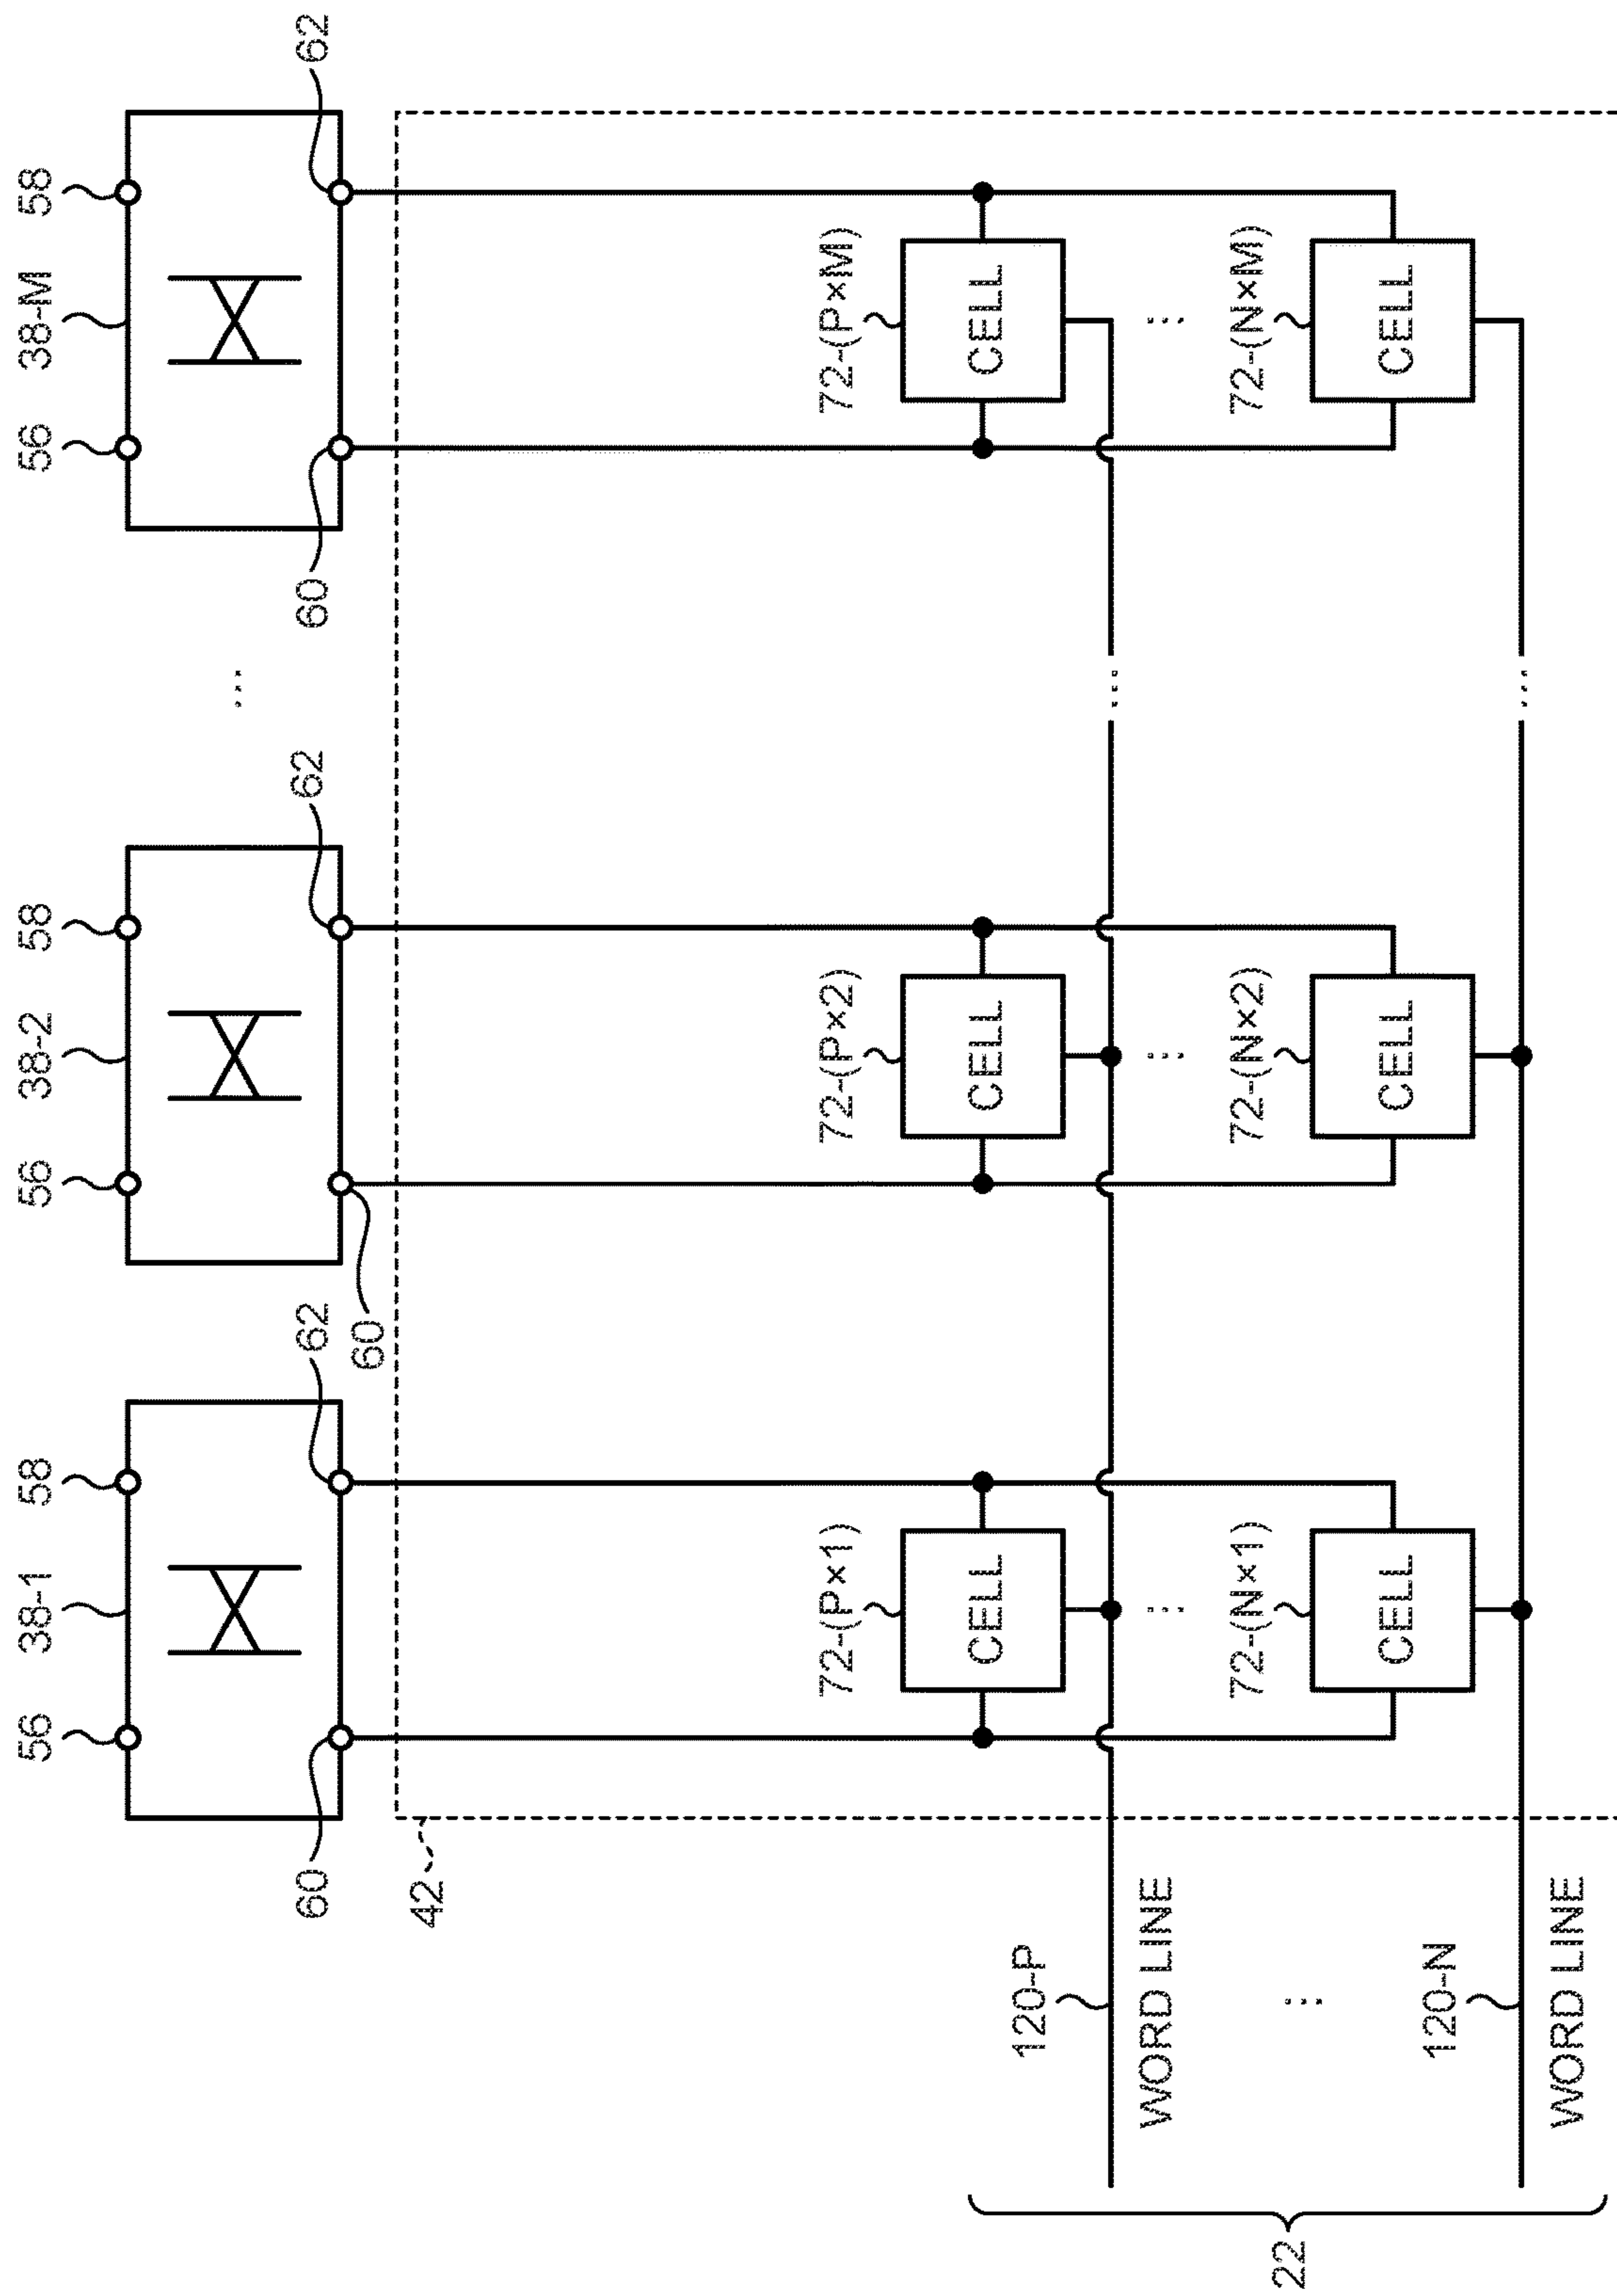 56
38-1
58
56
38-2
58
...
56
38-M
58
60
62
60
62
60
62
42
72-(P×1)
72-(P×2)
72-(P×M)
CELL
CELL
CELL
120-P
WORD LINE
...
...
...
...
...
72-(N×1)
72-(N×2)
72-(N×M)
CELL
CELL
CELL
120-N
WORD LINE
...
22